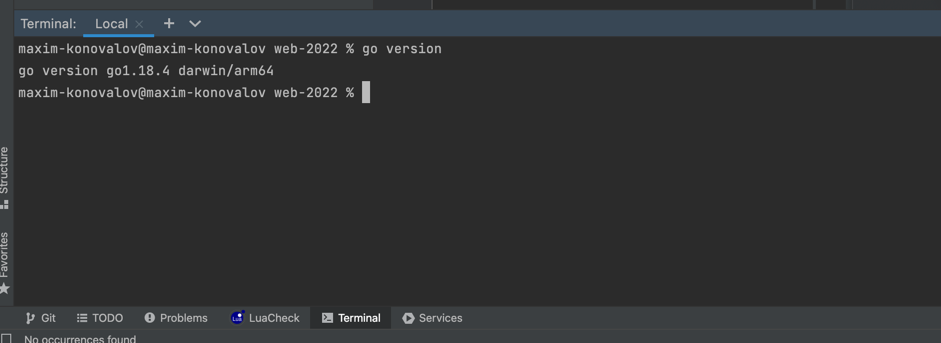 Terminal: Local × + 
maxim-konovalov@maxim-konovalov web-2022 % go version
go version go1.18.4 darwin/arm64
maxim-konovalov@maxim-konovalov web-2022 %
Structure
Favorites
Git TODO Problems Lua LuaCheck Terminal Services
No occurrences found